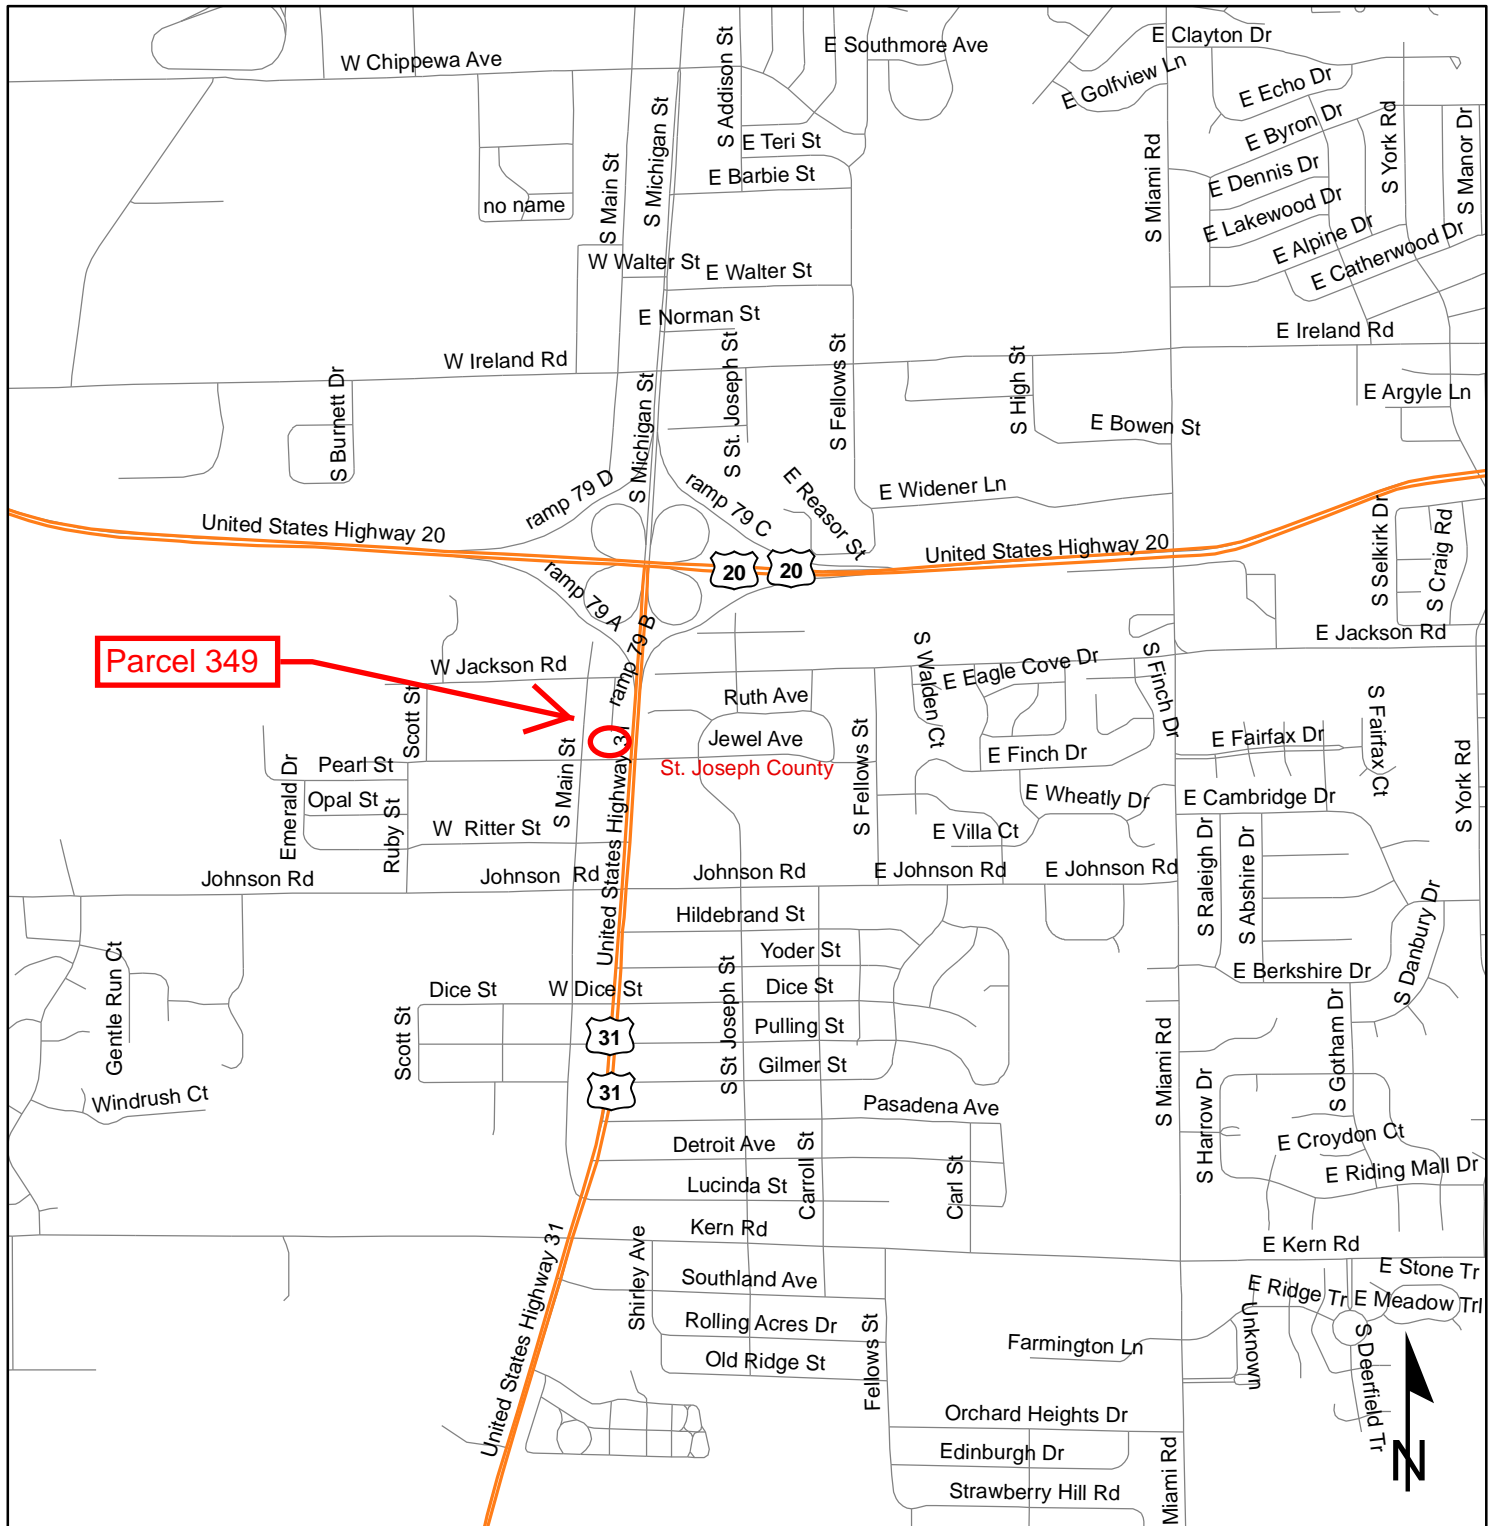 W Chippewa Ave
S Addison St
E Southmore Ave
E Clayton Dr
E Golfview Ln
E Echo Dr
E Byron Dr
S York Rd
S Manor Dr
S Main St
S Michigan St
E Teri St
E Barbie St
S Miami Rd
E Dennis Dr
E Lakewood Dr
E Alpine Dr
E Catherwood Dr
no name
W Walter St
E Walter St
E Norman St
E Ireland Rd
W Ireland Rd
S Burnett Dr
S Michigan St
S St. Joseph St
S Fellows St
S High St
E Argyle Ln
E Bowen St
ramp 79 D
ramp 79 C
E Reasor St
E Widener Ln
United States Highway 20
United States Highway 20
20
20
S Selkirk Dr
S Craig Rd
ramp 79 A
ramp 79 B
E Jackson Rd
Parcel 349
W Jackson Rd
S Walden Ct
E Eagle Cove Dr
S Finch Dr
Ruth Ave
Scott St
Jewel Ave
S Fairfax Ct
E Fairfax Dr
E Finch Dr
Pearl St
St. Joseph County
Emerald Dr
Opal St
Ruby St
S Main St
United States Highway 31
S Fellows St
E Wheatly Dr
E Cambridge Dr
S York Rd
W Ritter St
E Villa Ct
Johnson Rd
Johnson Rd
Johnson Rd
E Johnson Rd
E Johnson Rd
S Raleigh Dr
S Abshire Dr
Hildebrand St
Yoder St
S Danbury Dr
Gentle Run Ct
E Berkshire Dr
Dice St
W Dice St
Dice St
Scott St
31
Pulling St
S St Joseph St
Gilmer St
31
S Miami Rd
S Gotham Dr
Windrush Ct
Pasadena Ave
S Harrow Dr
E Croydon Ct
Detroit Ave
Carroll St
Carl St
E Riding Mall Dr
Lucinda St
Kern Rd
E Kern Rd
United States Highway 31
Shirley Ave
Southland Ave
E Stone Tr
E Ridge Tr
E Meadow Trl
Rolling Acres Dr
Fellows St
Farmington Ln
Unknown
S Deerfield Tr
Old Ridge St
Orchard Heights Dr
Edinburgh Dr
Miami Rd
Strawberry Hill Rd
N